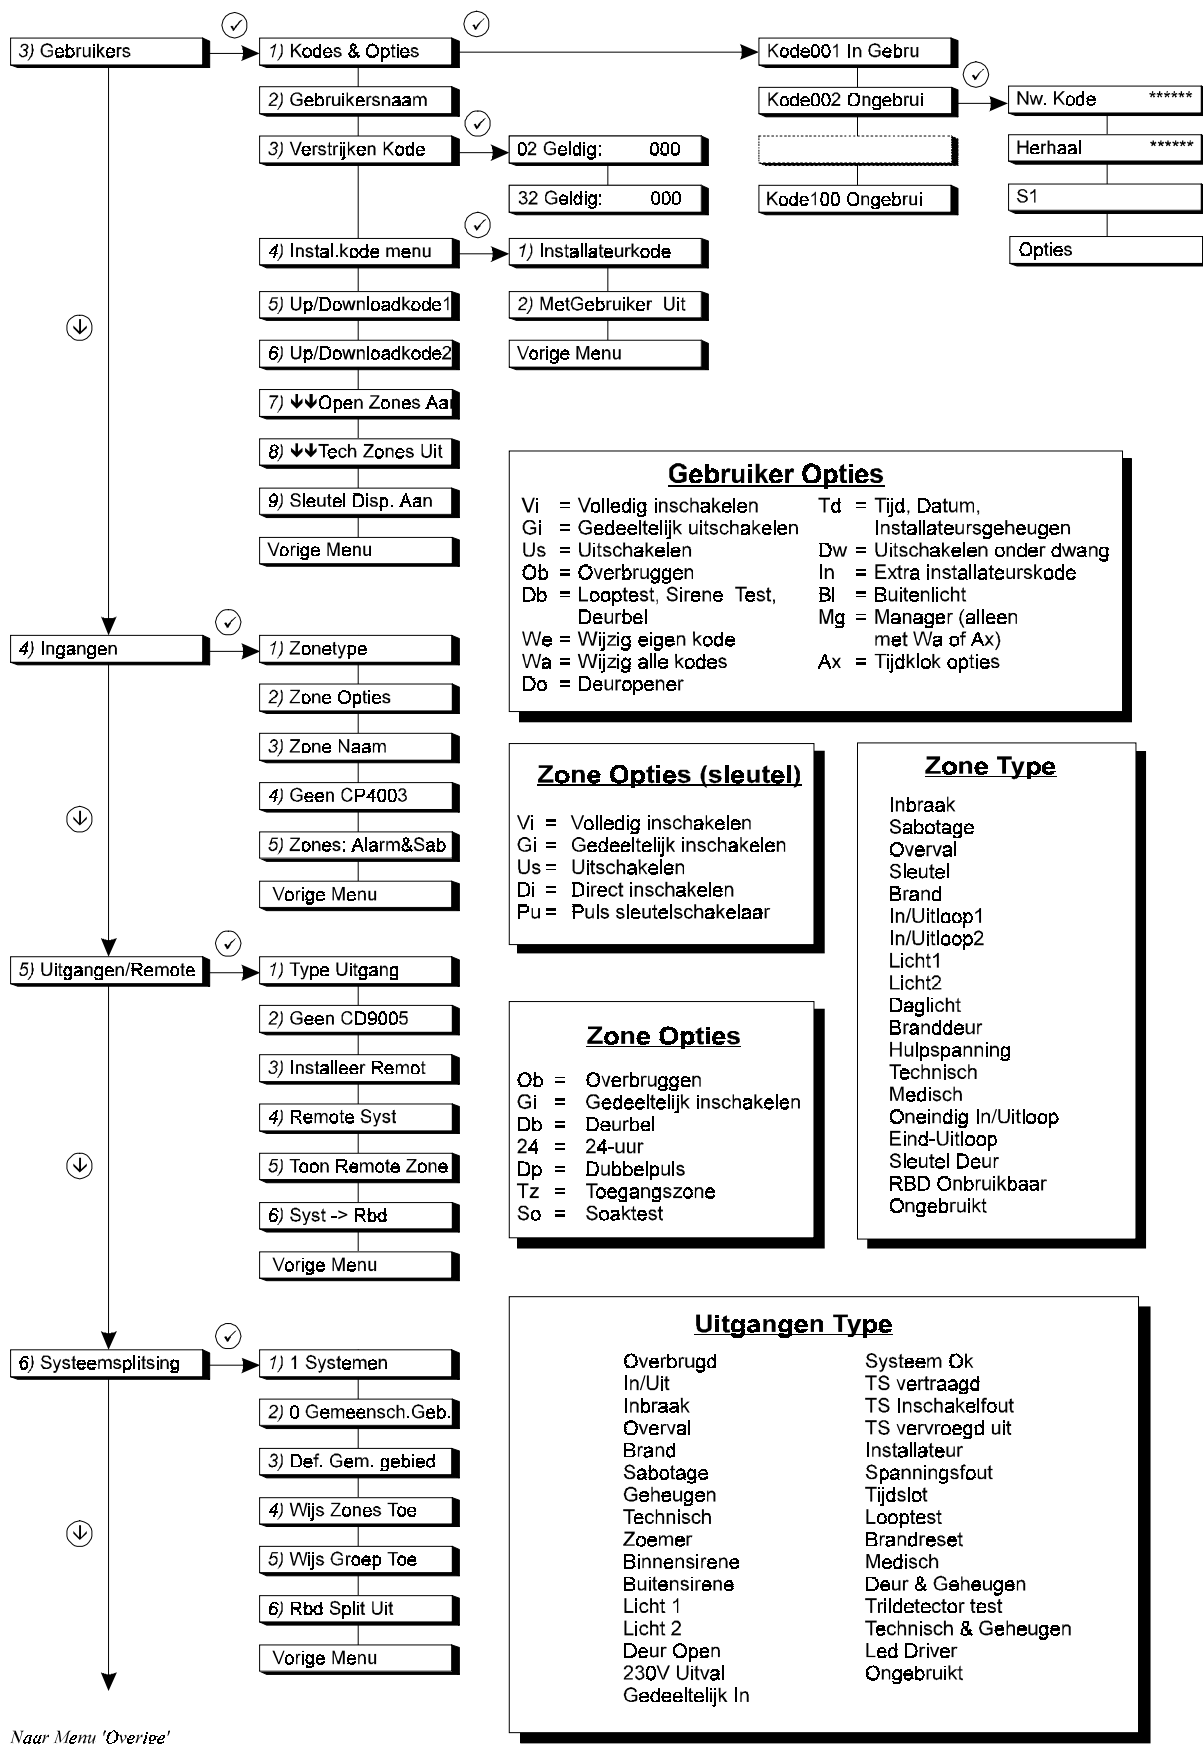 3) Gebruikers
1) Kodes & Opties
Kode001 In Gebru
2) Gebruikersnaam
Kode002 Ongebrui
Nw. Kode ******
3) Verstrijken Kode
02 Geldig: 000
Herhaal ******
32 Geldig: 000
Kode100 Ongebrui
S1
4) Instal.kode menu
1) Installateurkode
Opties
5) Up/Downloadkode1
2) MetGebruiker Uit
6) Up/Downloadkode2
Vorige Menu
7) ↓↓Open Zones Aan
8) ↓↓Tech Zones Uit
9) Sleutel Disp. Aan
Vorige Menu
Gebruiker Opties
Vi = Volledig inschakelen
Gi = Gedeeltelijk uitschakelen
Us = Uitschakelen
Ob = Overbruggen
Db = Looptest, Sirene Test,
Deurbel
We = Wijzig eigen kode
Wa = Wijzig alle kodes
Do = Deuropener
Td = Tijd, Datum,
Installateursgeheugen
Dw = Uitschakelen onder dwang
In = Extra installateurskode
Bl = Buitenlicht
Mg = Manager (alleen
met Wa of Ax)
Ax = Tijdklok opties
4) Ingangen
1) Zonetype
2) Zone Opties
3) Zone Naam
4) Geen CP4003
5) Zones: Alarm&Sab
Vorige Menu
Zone Opties (sleutel)
Vi = Volledig inschakelen
Gi = Gedeeltelijk inschakelen
Us = Uitschakelen
Di = Direct inschakelen
Pu = Puls sleutelschakelaar
Zone Type
Inbraak
Sabotage
Overval
Sleutel
Brand
In/Uitloop1
In/Uitloop2
Licht1
Licht2
Daglicht
Branddeur
Hulpspanning
Technisch
Medisch
Oneindig In/Uitloop
Eind-Uitloop
Sleutel Deur
RBD Onbruikbaar
Ongebruikt
5) Uitgangen/Remote
1) Type Uitgang
2) Geen CD9005
3) Installeer Remot
4) Remote Syst
5) Toon Remote Zone
6) Syst -> Rbd
Vorige Menu
Zone Opties
Ob = Overbruggen
Gi = Gedeeltelijk inschakelen
Db = Deurbel
24 = 24-uur
Dp = Dubbelpuls
Tz = Toegangszone
So = Soaktest
6) Systeemsplitsing
1) 1 Systemen
2) 0 Gemeensch.Geb.
3) Def. Gem. gebied
4) Wijs Zones Toe
5) Wijs Groep Toe
6) Rbd Split Uit
Vorige Menu
Uitgangen Type
Overbrugd
In/Uit
Inbraak
Overval
Brand
Sabotage
Geheugen
Technisch
Zoemer
Binnensirene
Buitensirene
Licht 1
Licht 2
Deur Open
230V Uitval
Gedeeltelijk In
Systeem Ok
TS vertraagd
TS Inschakelfout
TS vervroegd uit
Installateur
Spanningsfout
Tijdslot
Looptest
Brandreset
Medisch
Deur & Geheugen
Trildetector test
Technisch & Geheugen
Led Driver
Ongebruikt
Naar Menu 'Overige'